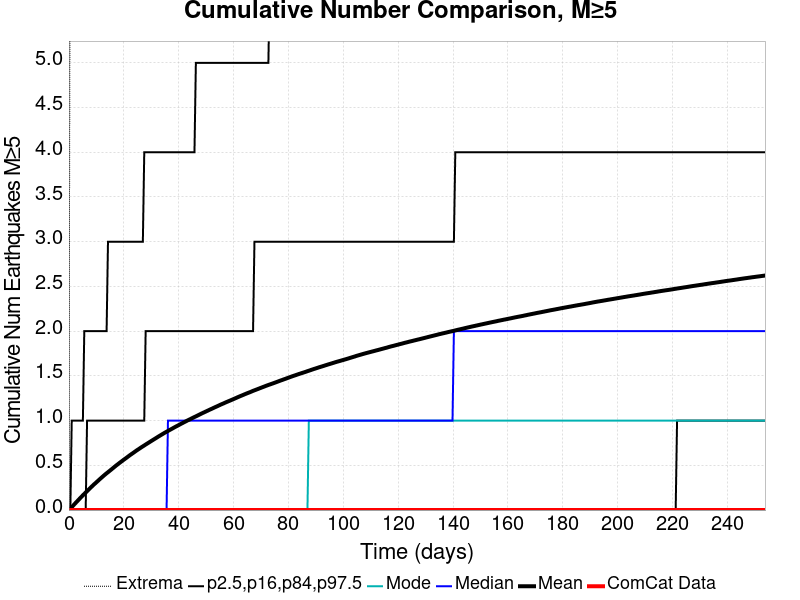 Cumulative Number Comparison, M≥5
Cumulative Num Earthquakes M≥5
5.0
4.5
4.0
3.5
3.0
2.5
2.0
1.5
1.0
0.5
0.0
0 20 40 60 80 100 120 140 160 180 200 220 240
Time (days)
Extrema p2.5,p16,p84,p97.5 Mode Median Mean ComCat Data